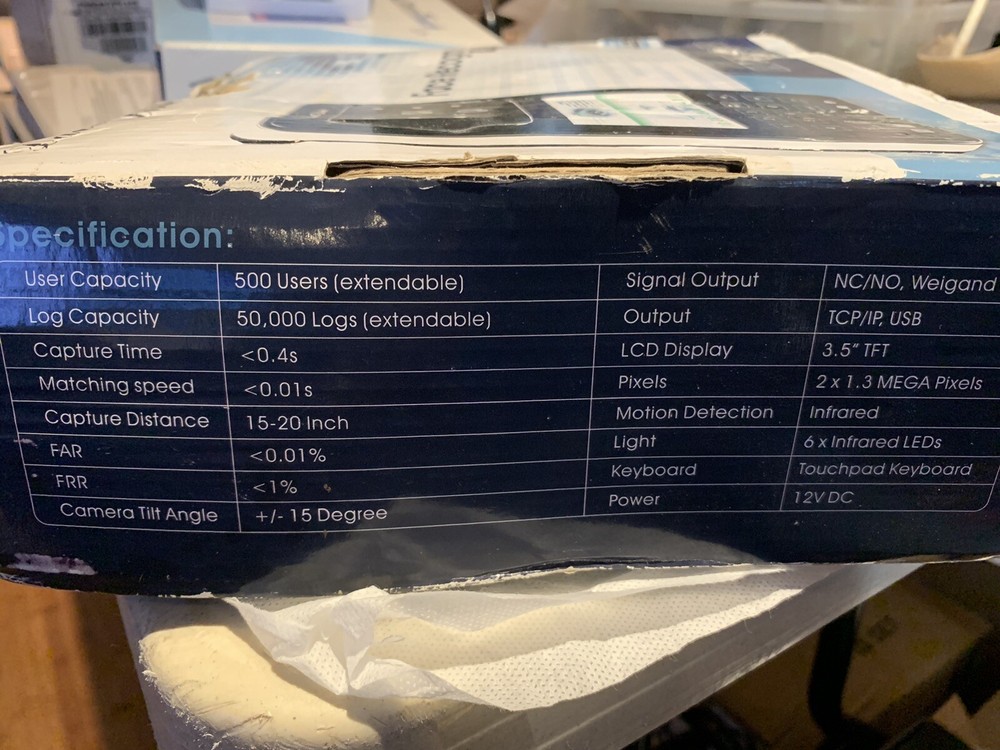 Specification:
User Capacity 500 Users (extendable) Signal Output NC/NO, Weigand
Log Capacity 50,000 Logs (extendable) Output TCP/IP, USB
Capture Time <0.4s LCD Display 3.5" TFT
Matching speed <0.01s Pixels 2 x 1.3 MEGA Pixels
Capture Distance 15-20 Inch Motion Detection Infrared
FAR <0.01% Light 6 x Infrared LEDs
FRR <1% Keyboard Touchpad Keyboard
Camera Tilt Angle +/- 15 Degree Power 12V DC